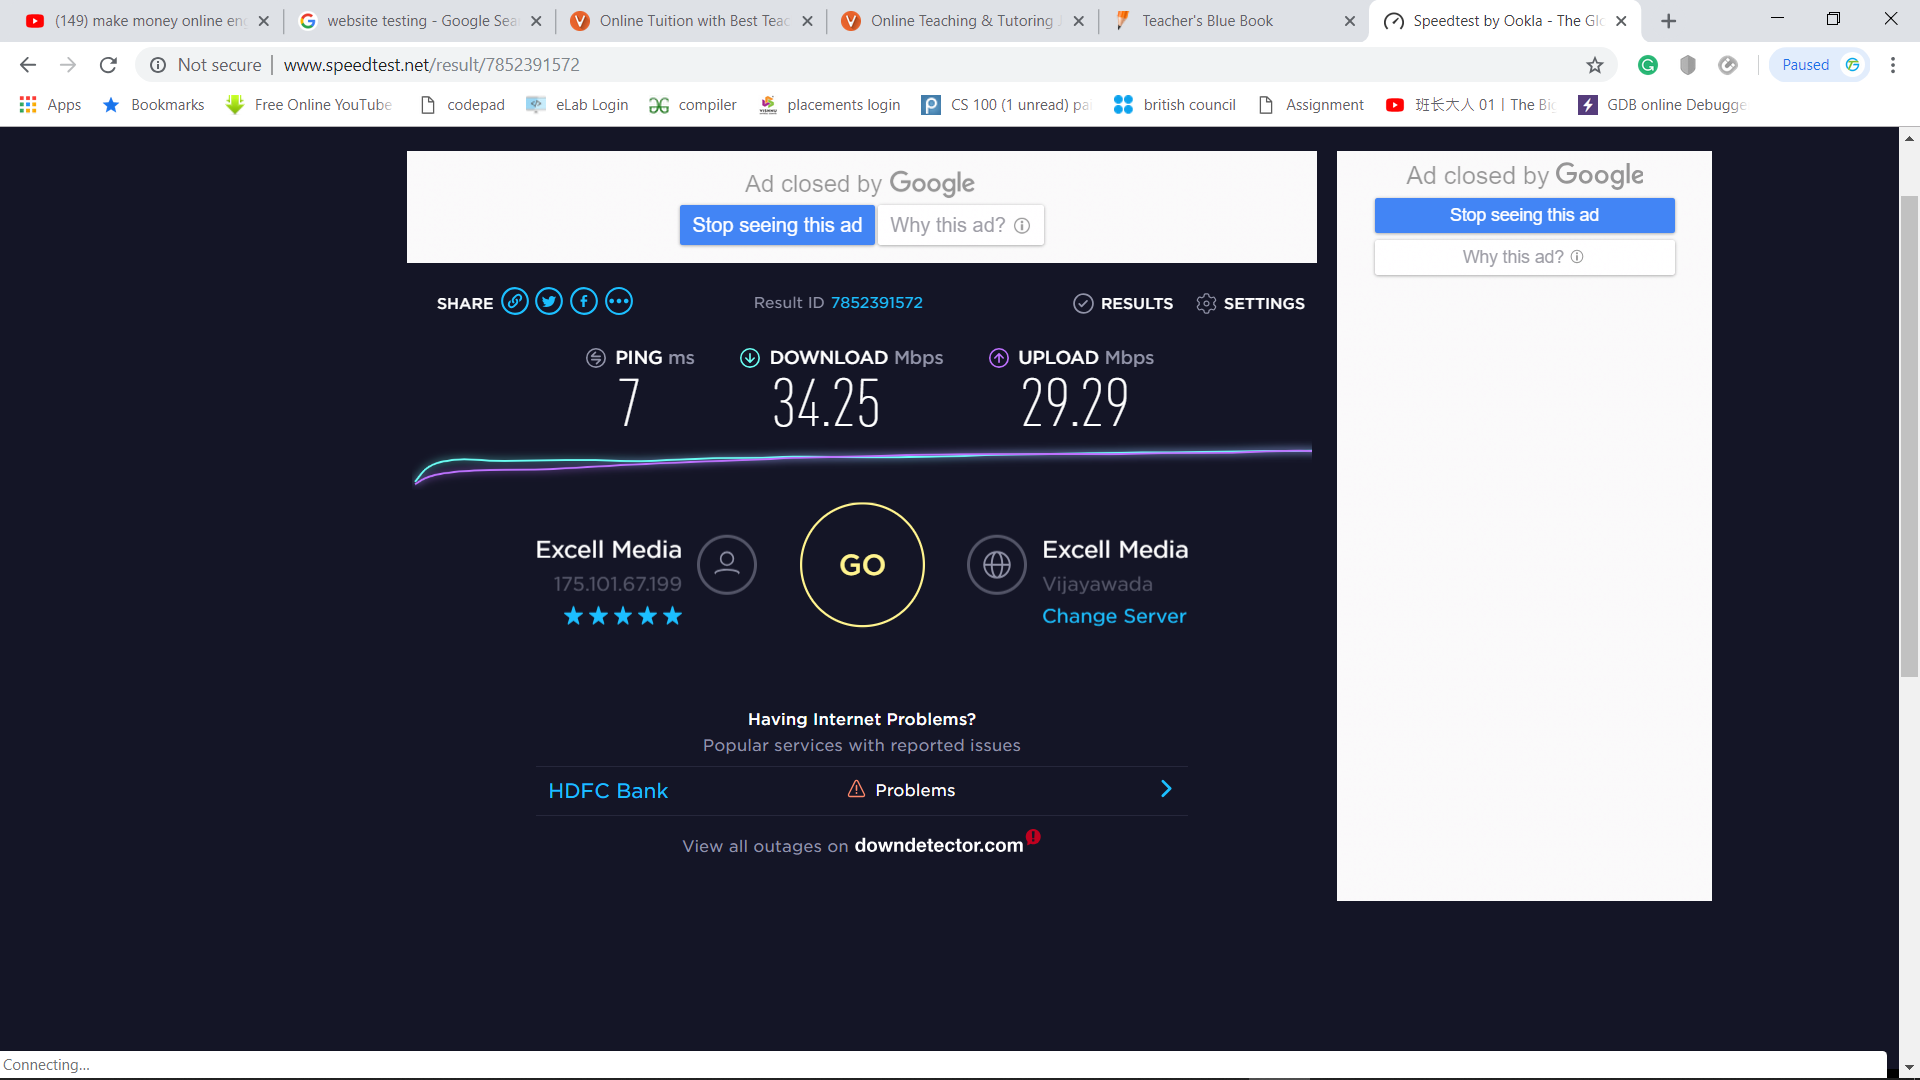 (149) make money online en
website testing - Google Sea
Online Tuition with Best Teac
Online Teaching & Tutoring
Teacher's Blue Book
Speedtest by Ookla - The Glo
Not secure | www.speedtest.net/result/7852391572
Paused
Apps
Bookmarks
Free Online YouTube
codepad
eLab Login
compiler
placements login
CS 100 (1 unread) pa
british council
Assignment
班长大人 01 | The Big
GDB online Debugge
Ad closed by Google
Stop seeing this ad
Why this ad?
Ad closed by Google
Stop seeing this ad
Why this ad?
SHARE
Result ID 7852391572
RESULTS
SETTINGS
PING ms
7
DOWNLOAD Mbps
34.25
UPLOAD Mbps
29.29
Excell Media
175.101.67.199
GO
Excell Media
Vijayawada
Change Server
Having Internet Problems?
Popular services with reported issues
HDFC Bank
Problems
View all outages on downdetector.com
Connecting...